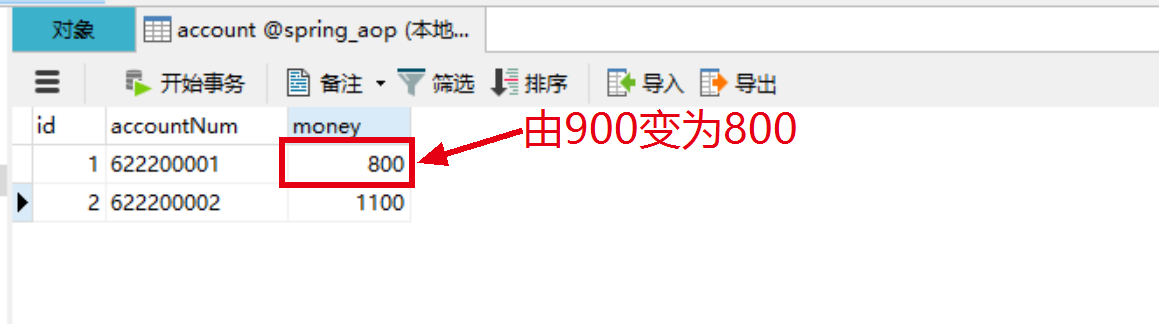 对象 account @spring_aop (本地...
开始事务 备注 筛选 排序 导入 导出
id accountNum money
由900变为800
1 622200001 800
2 622200002 1100